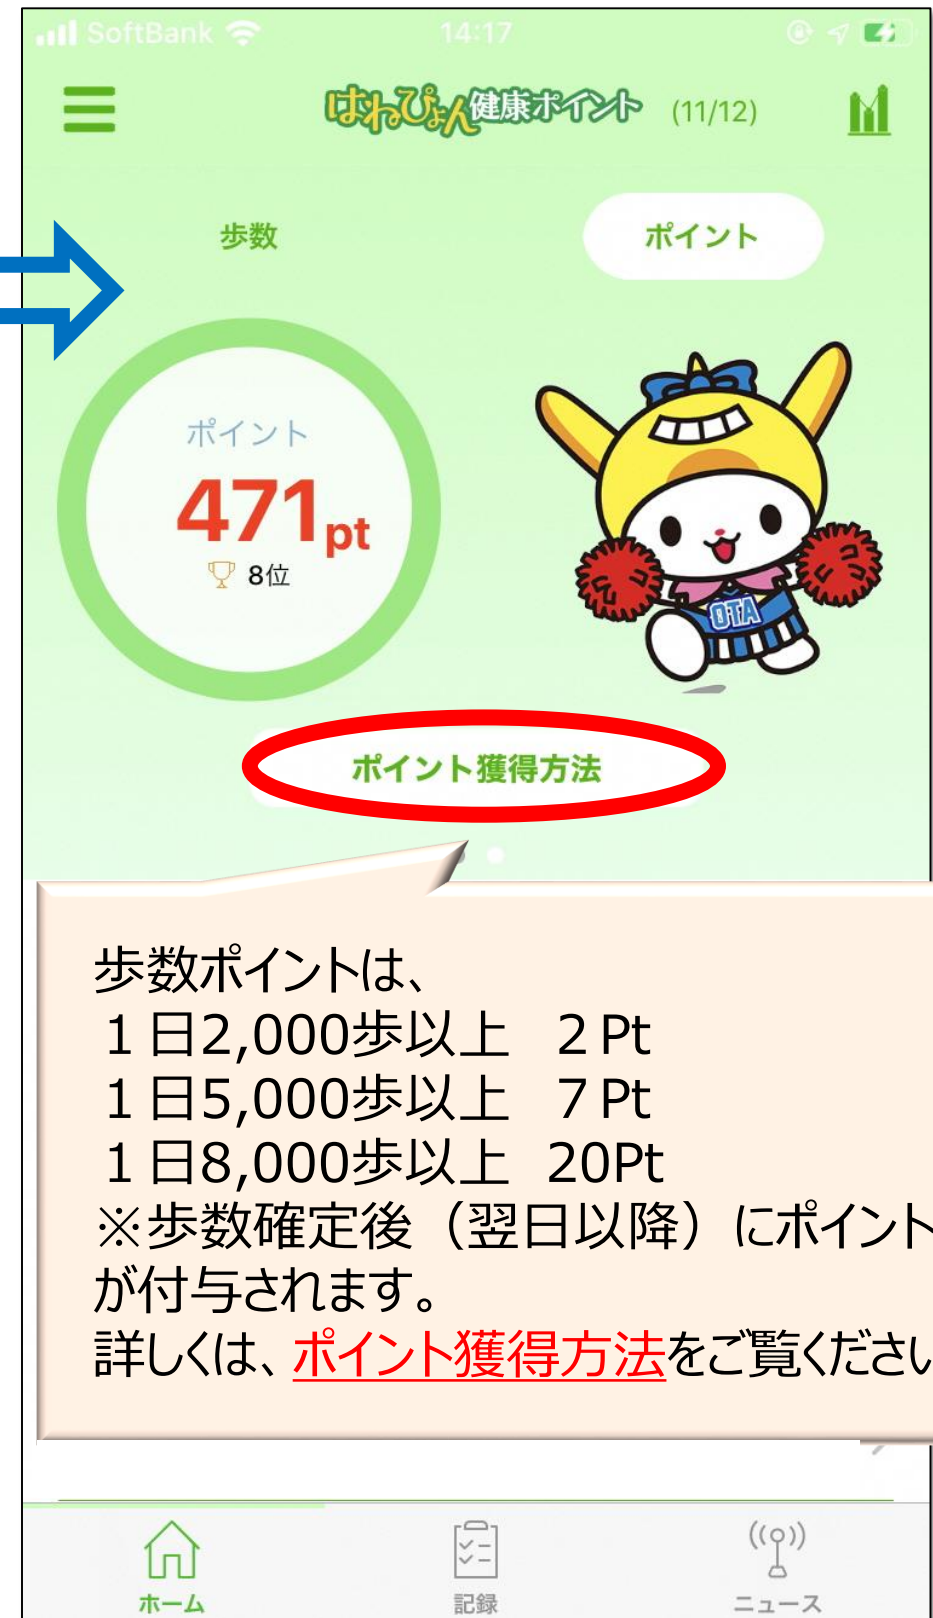 SoftBank 14:17
はねぴょん健康ポイント (11/12)
歩数 ポイント
ポイント
471pt
8位
OTA
ポイント獲得方法
歩数ポイントは、
１日2,000歩以上 ２Pt
１日5,000歩以上 ７Pt
１日8,000歩以上 20Pt
※歩数確定後（翌日以降）にポイント
が付与されます。
詳しくは、ポイント獲得方法をご覧ください
ホーム 記録 ニュース